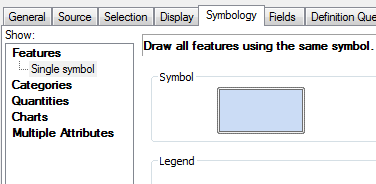 General Source Selection Display Symbology Fields Definition Que
Show:
Features
Single symbol
Categories
Quantities
Charts
Multiple Attributes
Draw all features using the same symbol.
Symbol
Legend